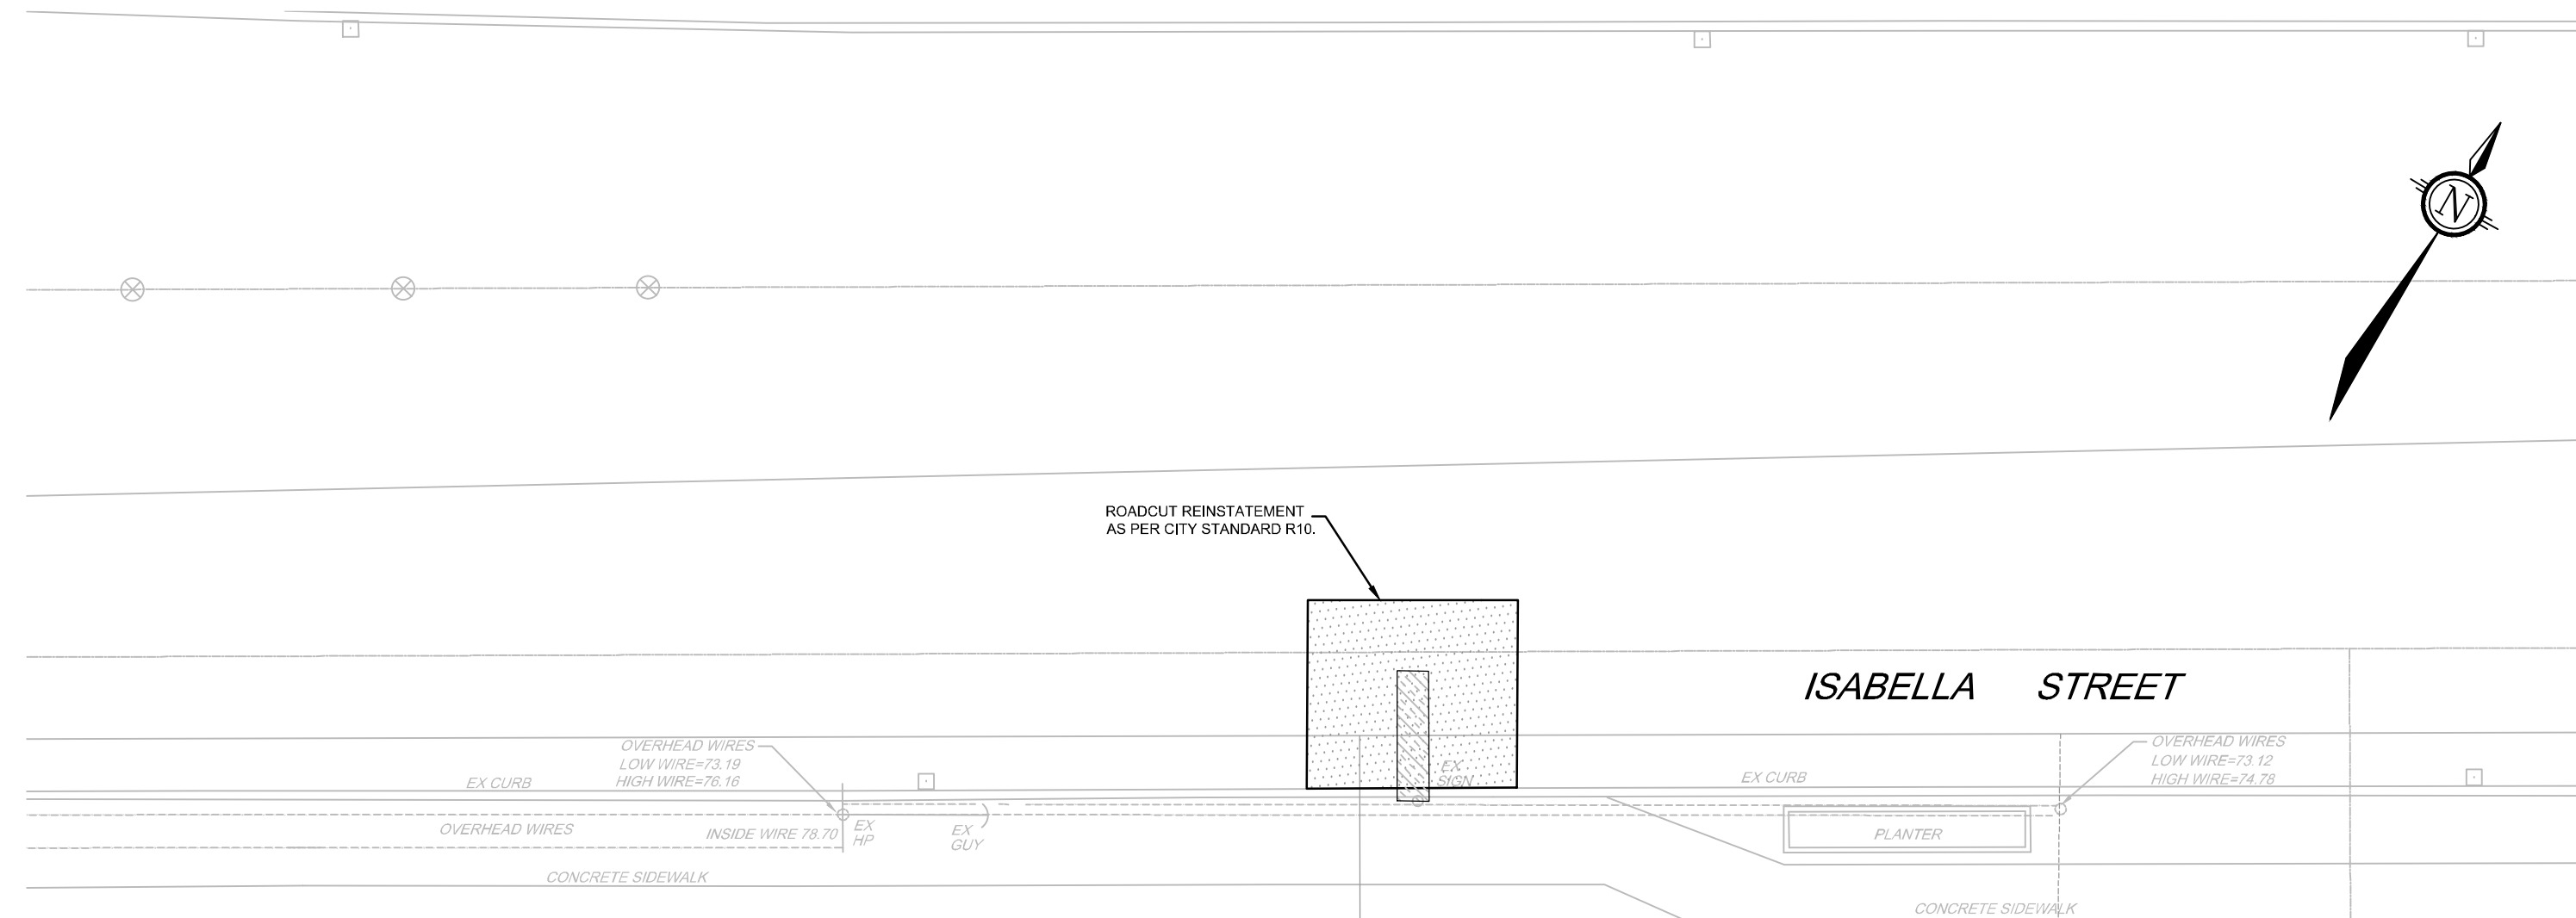 N
ROADCUT REINSTATEMENT
AS PER CITY STANDARD R10.
ISABELLA STREET
OVERHEAD WIRES
LOW WIRE=73.19
HIGH WIRE=76.16
EX CURB
OVERHEAD WIRES
INSIDE WIRE 78.70
EX
HP
EX
GUY
CONCRETE SIDEWALK
EX
SIGN
EX CURB
OVERHEAD WIRES
LOW WIRE=73.12
HIGH WIRE=74.78
PLANTER
CONCRETE SIDEWALK